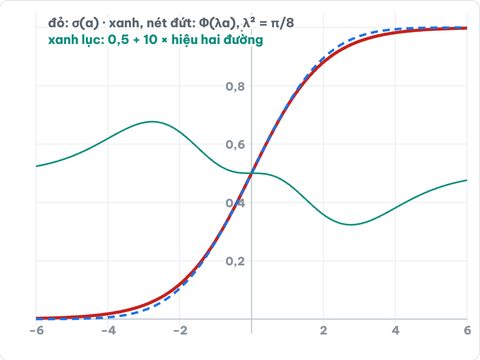 đỏ: σ(a) · xanh, nét đứt: Φ(λa), λ² = π/8
xanh lục: 0,5 + 10 × hiệu hai đường
0,8
0,6
0,4
0,2
−6 −4 −2 2 4 6